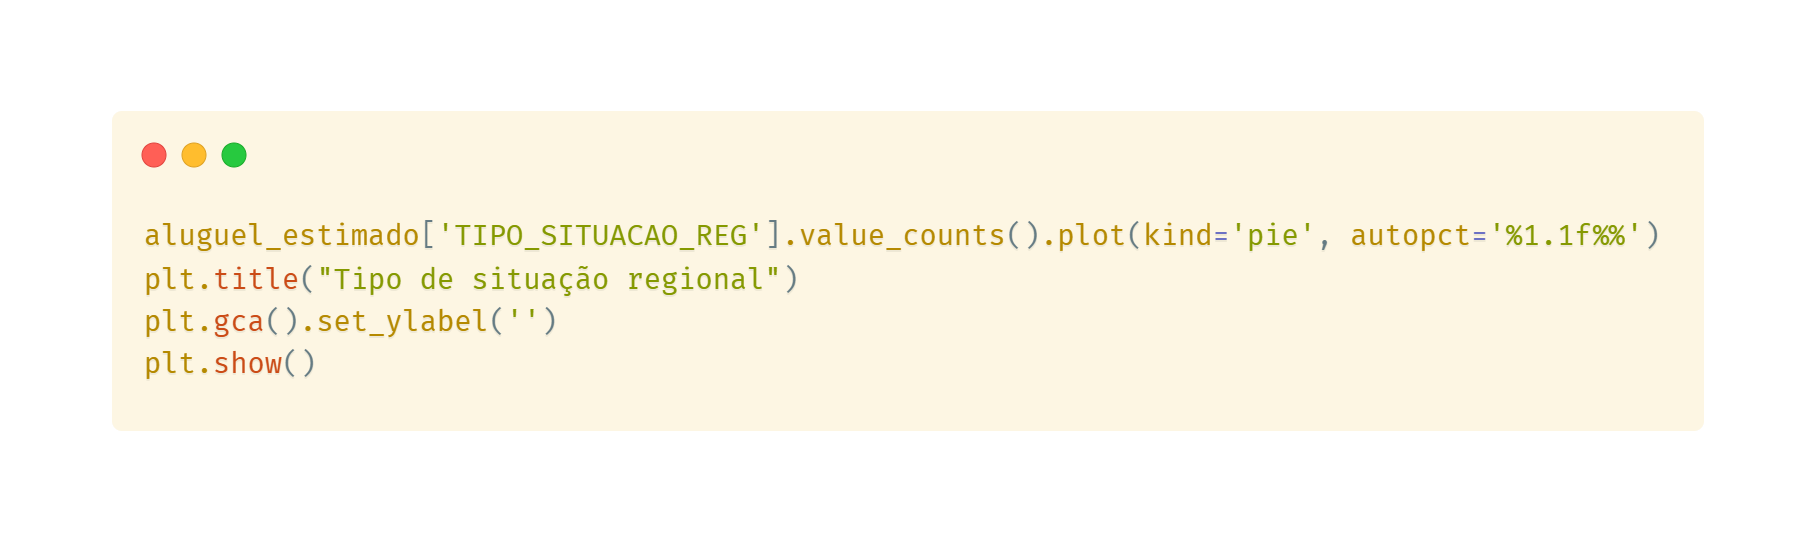 aluguel_estimado['TIPO_SITUACAO_REG'].value_counts().plot(kind='pie', autopct='%1.1f%%')
plt.title("Tipo de situação regional")
plt.gca().set_ylabel('')
plt.show()